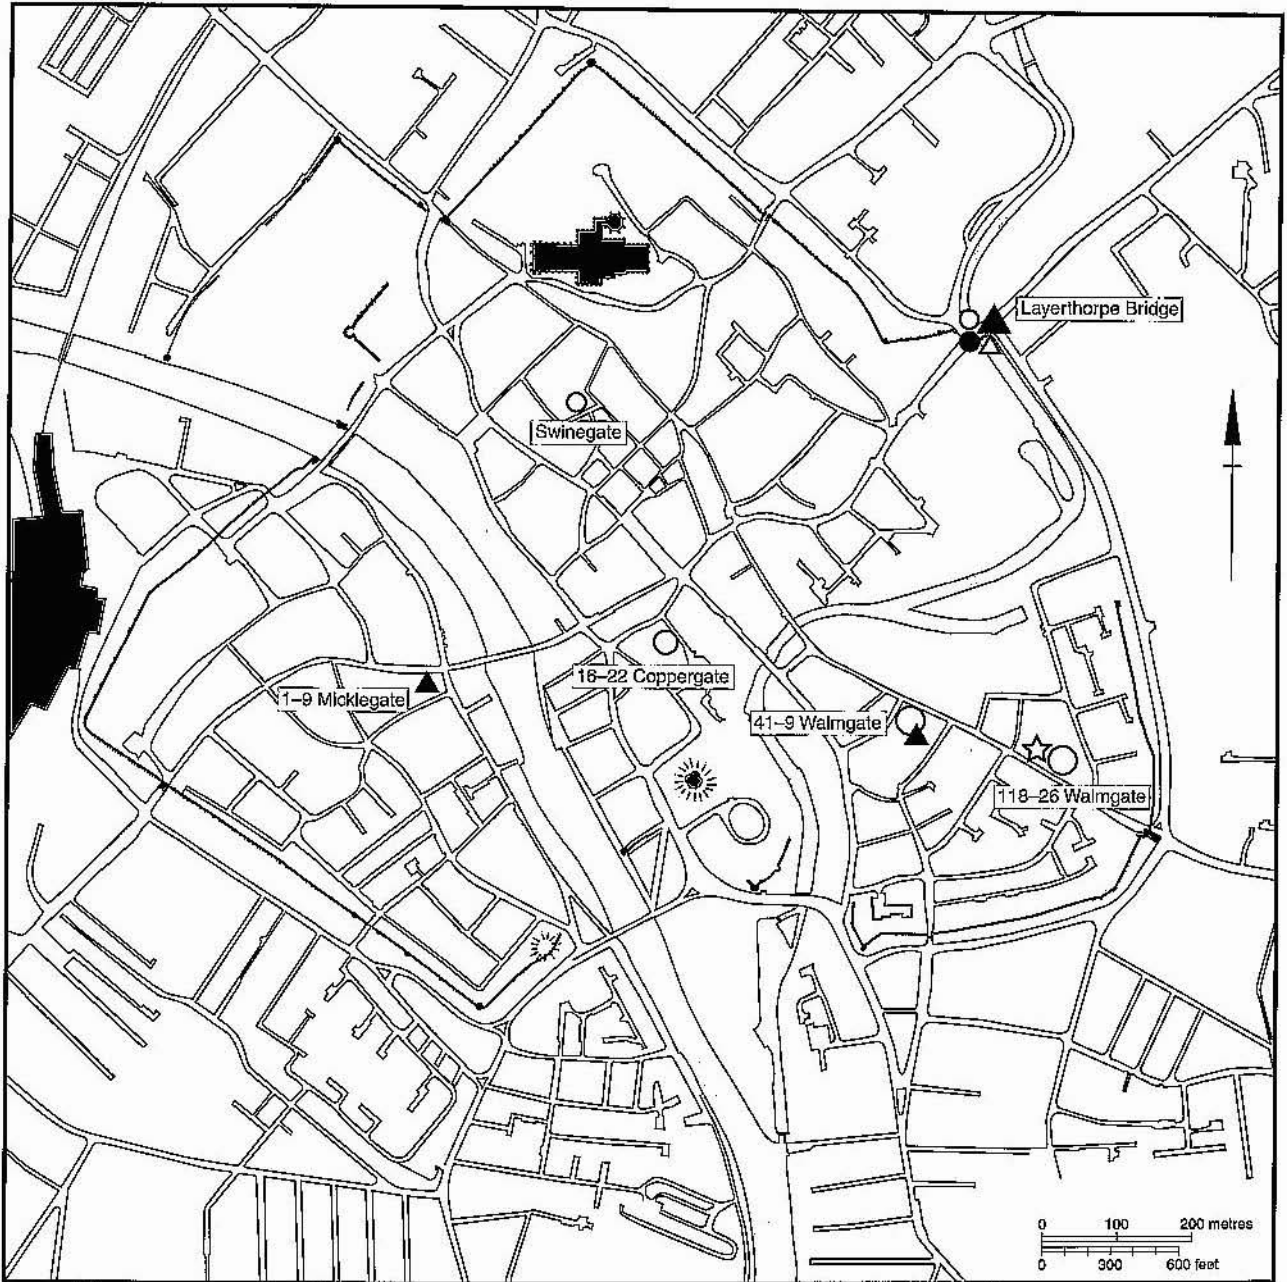 Layerthorpe Bridge
Swinegate
16–22 Coppergate
1–9 Micklegate
41–9 Walmgate
118–26 Walmgate
0 100 200 metres
0 300 600 feet